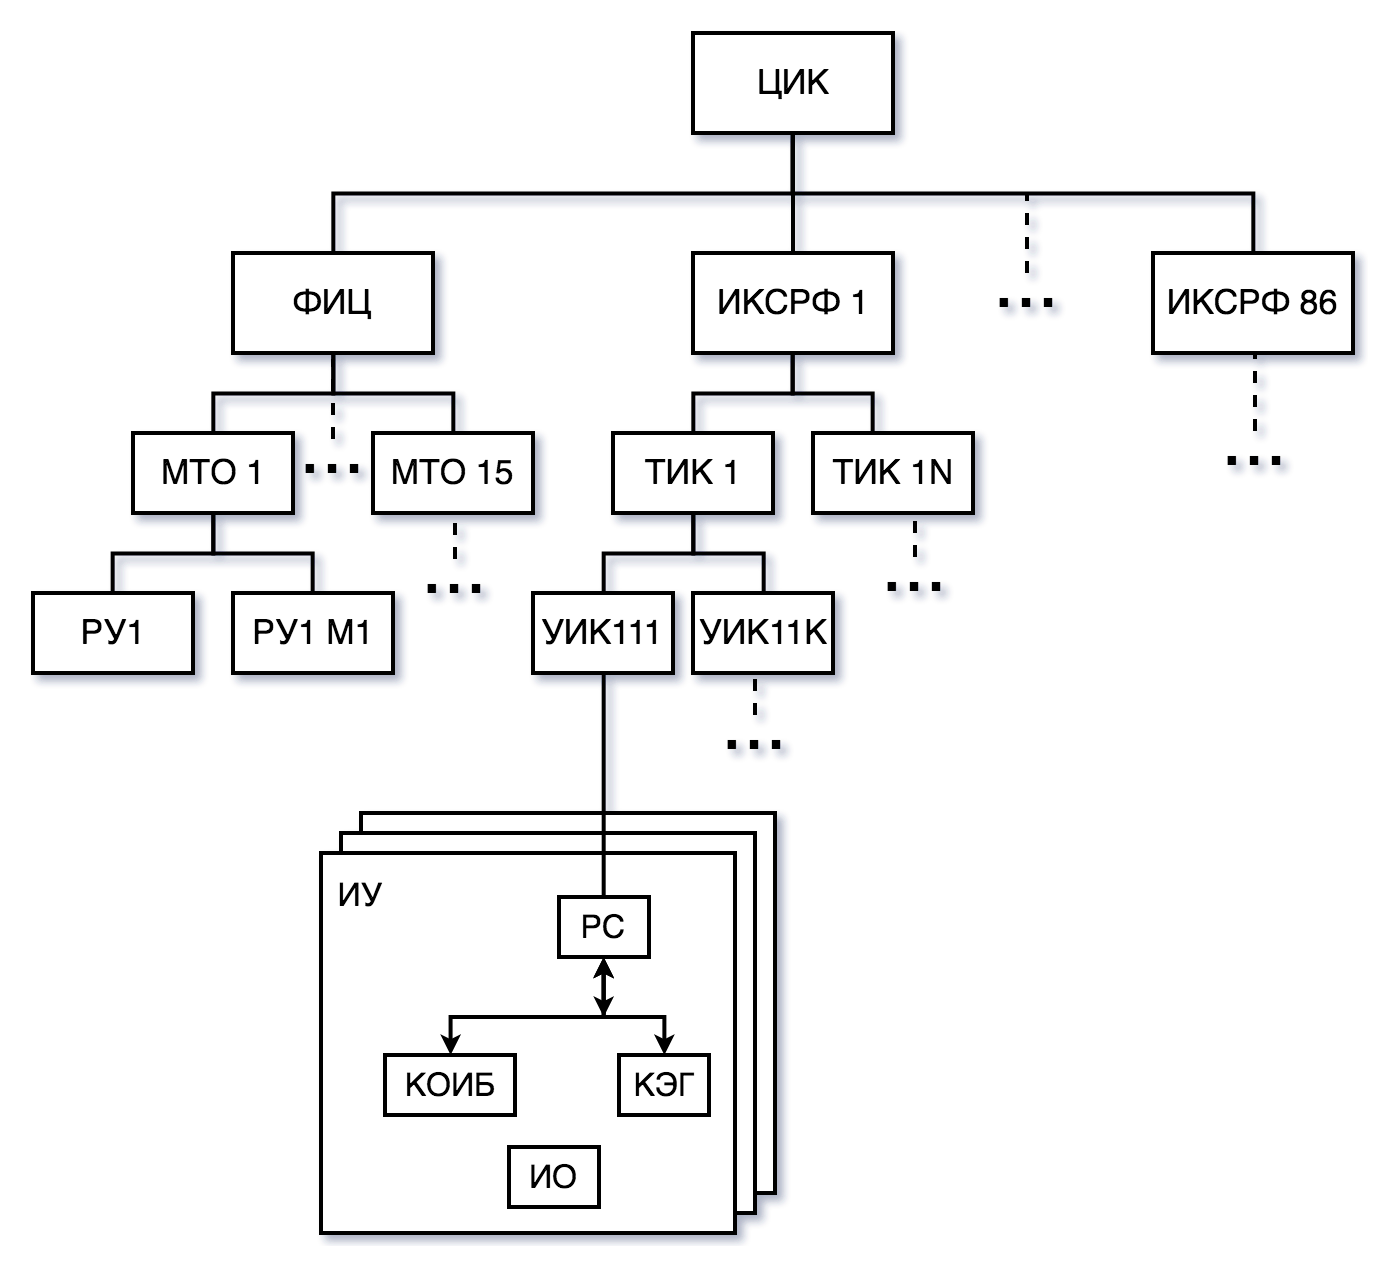 ЦИК
ФИЦ
ИКСРФ 1
...
ИКСРФ 86
МТО 1
...
МТО 15
ТИК 1
ТИК 1N
...
РУ1
РУ1 М1
...
УИК111
УИК11К
...
...
ИУ
РС
КОИБ
КЭГ
ИО